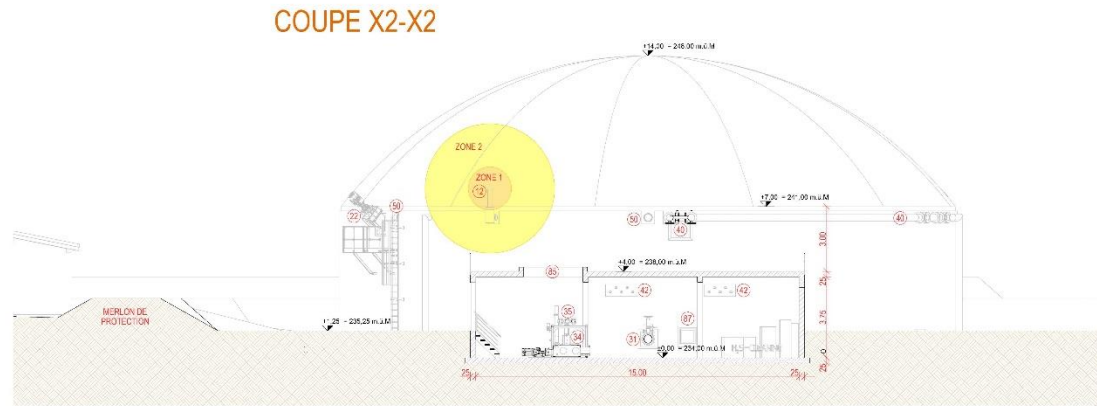 COUPE X2-X2
+14,00 = 248,00 m.ü.M
ZONE 2
ZONE 1
12
22
50
+7,00 = 241,00 m.ü.M
50
40
40
3,00
+4,00 = 238,00 m.ü.M
85
25
42
42
MERLON DE
PROTECTION
+1,25 = 235,25 m.ü.M
35
34
31
87
3,75
±0,00 = 234,00 m.ü.M
25
25
15,00
25